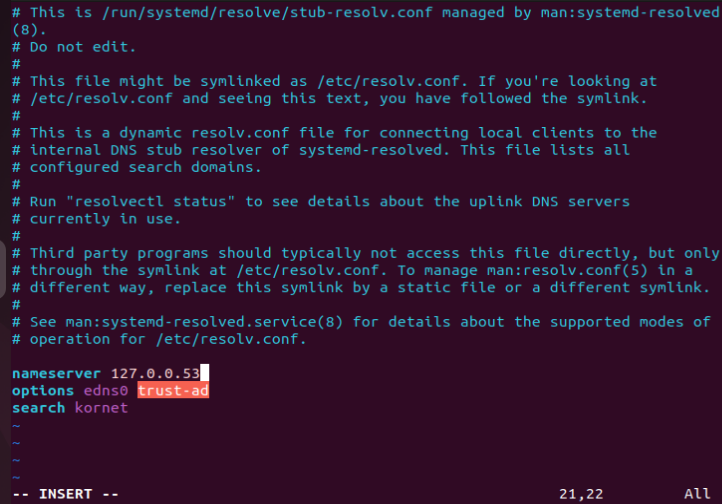 # This is /run/systemd/resolve/stub-resolv.conf managed by man:systemd-resolved
(8).
# Do not edit.
#
# This file might be symlinked as /etc/resolv.conf. If you're looking at
# /etc/resolv.conf and seeing this text, you have followed the symlink.
#
# This is a dynamic resolv.conf file for connecting local clients to the
# internal DNS stub resolver of systemd-resolved. This file lists all
# configured search domains.
#
# Run "resolvectl status" to see details about the uplink DNS servers
# currently in use.
#
# Third party programs should typically not access this file directly, but only
# through the symlink at /etc/resolv.conf. To manage man:resolv.conf(5) in a
# different way, replace this symlink by a static file or a different symlink.
#
# See man:systemd-resolved.service(8) for details about the supported modes of
# operation for /etc/resolv.conf.

nameserver 127.0.0.53
options edns0 trust-ad
search kornet
~
~
~
~
-- INSERT -- 21,22 All